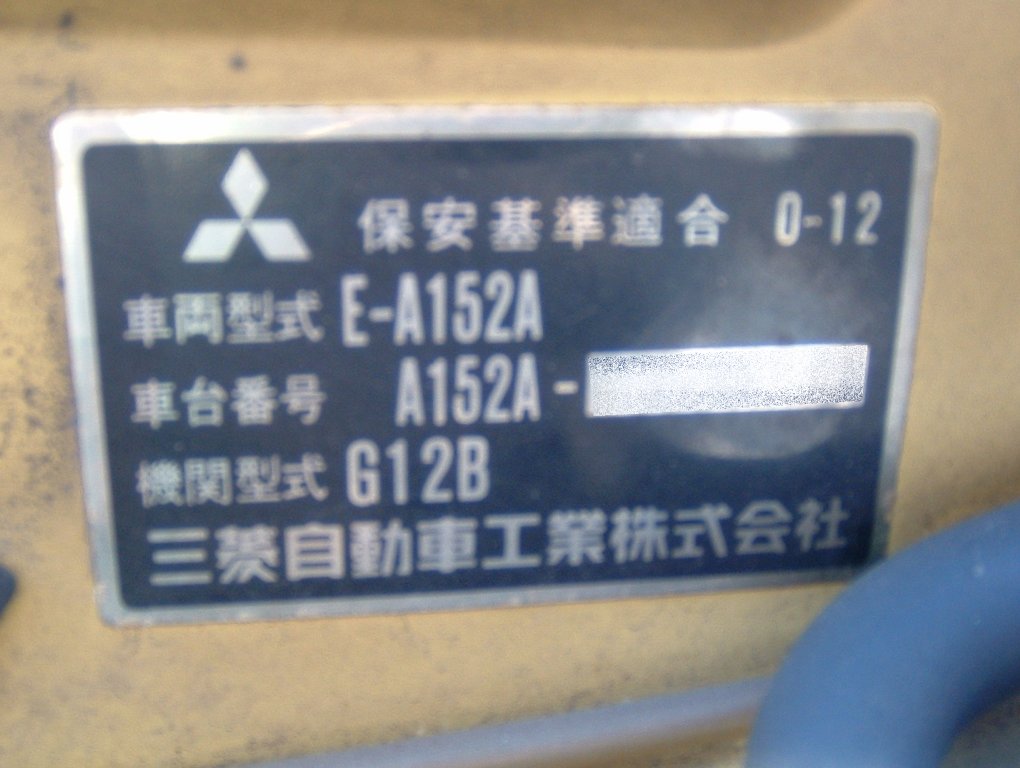 保安基準適合 0-12
車両型式 E-A152A
車台番号 A152A-
機関型式 G12B
三菱自動車工業株式会社